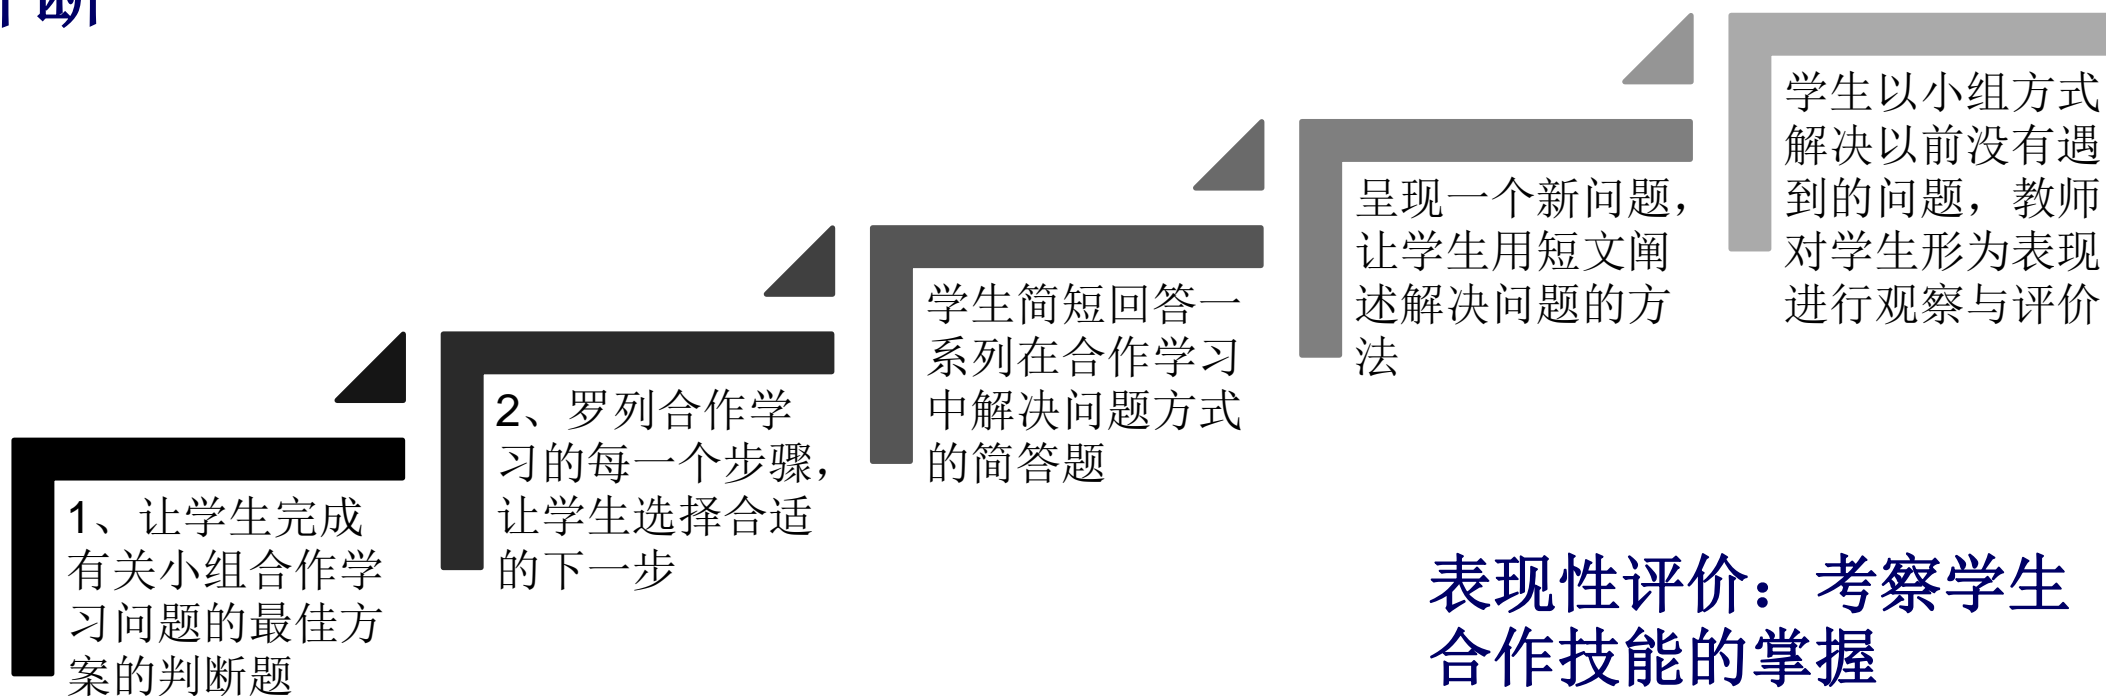 断
1、让学生完成
有关小组合作学
习问题的最佳方
案的判断题
2、罗列合作学
习的每一个步骤，
让学生选择合适
的下一步
学生简短回答一
系列在合作学习
中解决问题方式
的简答题
呈现一个新问题，
让学生用短文阐
述解决问题的方
法
学生以小组方式
解决以前没有遇
到的问题，教师
对学生形为表现
进行观察与评价
表现性评价：考察学生
合作技能的掌握